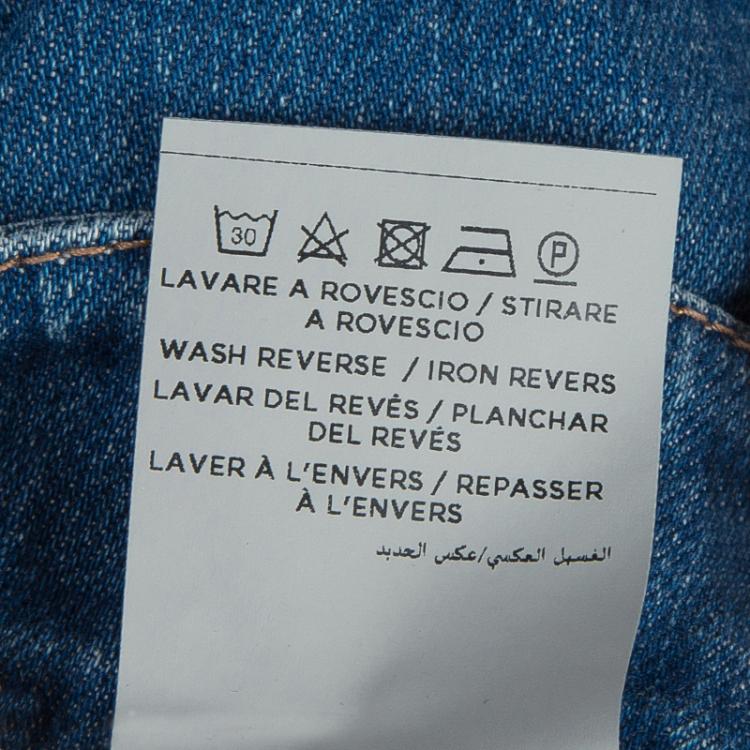 30
P
LAVARE A ROVESCIO / STIRARE
A ROVESCIO
WASH REVERSE / IRON REVERS
LAVAR DEL REVÉS / PLANCHAR
DEL REVÉS
LAVER À L'ENVERS / REPASSER
À L'ENVERS
الغسيل العكسي/عكس الحديد